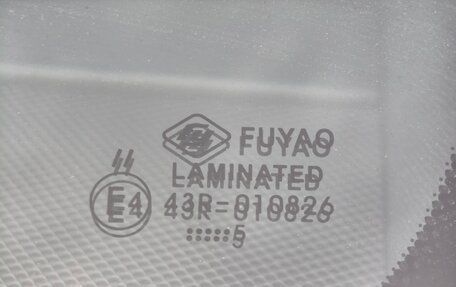 FUYAO
LAMINATED
//
E4 43R-010826
••••••5